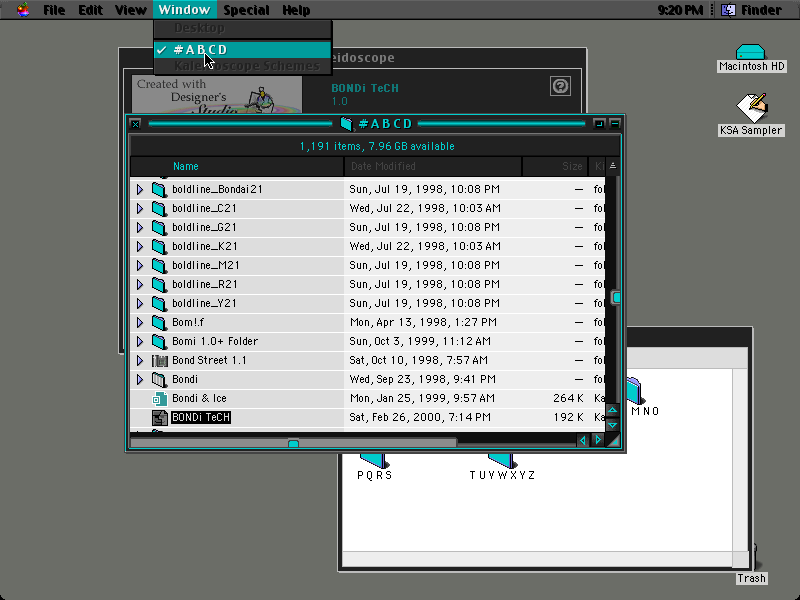 File Edit View Window Special Help 9:20 PM Finder
Desktop
#ABCD
Kaleidoscope Schemes
eidoscope
Created with
Designer's
Studio
BONDi TeCH
1.0
Macintosh HD
KSA Sampler
#ABCD
1,191 items, 7.96 GB available
Name Date Modified Size Ki
boldline_Bondai21 Sun, Jul 19, 1998, 10:08 PM — fol
boldline_C21 Wed, Jul 22, 1998, 10:03 AM — fol
boldline_G21 Sun, Jul 19, 1998, 10:08 PM — fol
boldline_K21 Wed, Jul 22, 1998, 10:03 AM — fol
boldline_M21 Sun, Jul 19, 1998, 10:08 PM — fol
boldline_R21 Sun, Jul 19, 1998, 10:08 PM — fol
boldline_Y21 Sun, Jul 19, 1998, 10:08 PM — fol
Bom!.f Mon, Apr 13, 1998, 1:27 PM — fol
Bomi 1.0+ Folder Sun, Oct 3, 1999, 11:12 AM — fol
Bond Street 1.1 Sat, Oct 10, 1998, 7:57 AM — fol
Bondi Wed, Sep 23, 1998, 9:41 PM — fol
Bondi & Ice Mon, Jan 25, 1999, 9:57 AM 264 K Ka
BONDi TeCH Sat, Feb 26, 2000, 7:14 PM 192 K Ka
MNO
PQRS TUVWXYZ
Trash